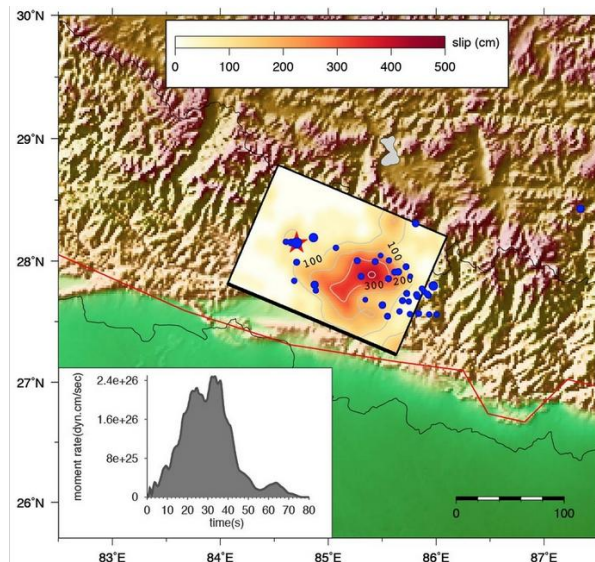 30°N
29°N
28°N
27°N
26°N
slip (cm)
0 100 200 300 400 500
100
100
300
200
moment rate(dyn.cm/sec)
2.4e+26
1.6e+26
8e+25
0
0 10 20 30 40 50 60 70 80
time(s)
0 100
83°E 84°E 85°E 86°E 87°E